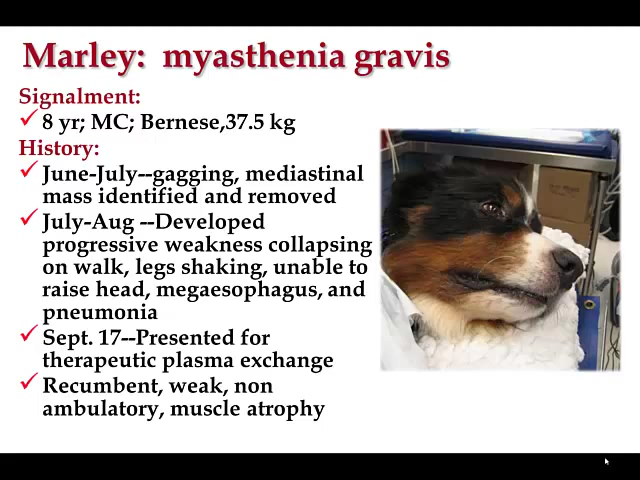 Marley:  myasthenia gravis
Signalment:
✓ 8 yr; MC; Bernese,37.5 kg
History:
✓ June-July--gagging, mediastinal
mass identified and removed
✓ July-Aug --Developed
progressive weakness collapsing
on walk, legs shaking, unable to
raise head, megaesophagus, and
pneumonia
✓ Sept. 17--Presented for
therapeutic plasma exchange
✓ Recumbent, weak, non
ambulatory, muscle atrophy